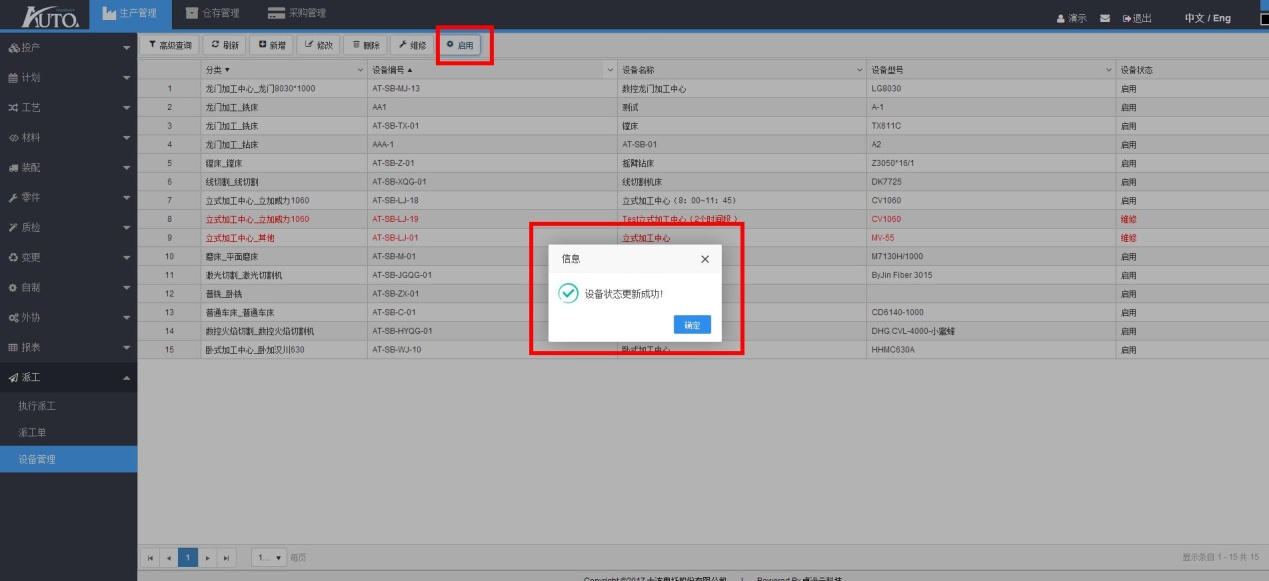 AUTO. 生产管理 仓存管理 采购管理 演示 退出 中文 / Eng
高级查询 刷新 新增 修改 删除 维修 启用
投产
计划
工艺
材料
装配
零件
质检
变更
自制
外协
报表
派工
执行派工
派工单
设备管理
分类 设备编号 设备名称 设备型号 设备状态
1 龙门加工中心_龙门8030*1000 AT-SB-MJ-13 数控龙门加工中心 LG8030 启用
2 龙门加工_铣床 AA1 测试 A-1 启用
3 龙门加工_铣床 AT-SB-TX-01 镗床 TX611C 启用
4 龙门加工_钻床 AAA-1 AT-SB-01 A2 启用
5 镗床_镗床 AT-SB-Z-01 摇臂钻床 Z3050*16/1 启用
6 线切割_线切割 AT-SB-XQG-01 线切割机床 DK7725 启用
7 立式加工中心_立加威力1060 AT-SB-LJ-18 立式加工中心（8：00~11：45） CV1060 启用
8 立式加工中心_立加威力1060 AT-SB-LJ-19 Test立式加工中心（2个时间段） CV1060 维修
9 立式加工中心_其他 AT-SB-LJ-01 立式加工中心 MV-55 维修
10 磨床_平面磨床 AT-SB-M-01 M7130H/1000 启用
11 激光切割_激光切割机 AT-SB-JGQG-01 ByJin Fiber 3015 启用
12 普铣_卧铣 AT-SB-ZX-01 启用
13 普通车床_普通车床 AT-SB-C-01 CD6140-1000 启用
14 数控火焰切割_数控火焰切割机 AT-SB-HYQG-01 DHG.CVL-4000-小蜜蜂 启用
15 卧式加工中心_卧加汉川630 AT-SB-WJ-10 卧式加工中心 HHMC630A 启用
信息
设备状态更新成功!
确定
1 1... 每页 显示条目 1 - 15 共 15
Copyright ©2017 | Powered By